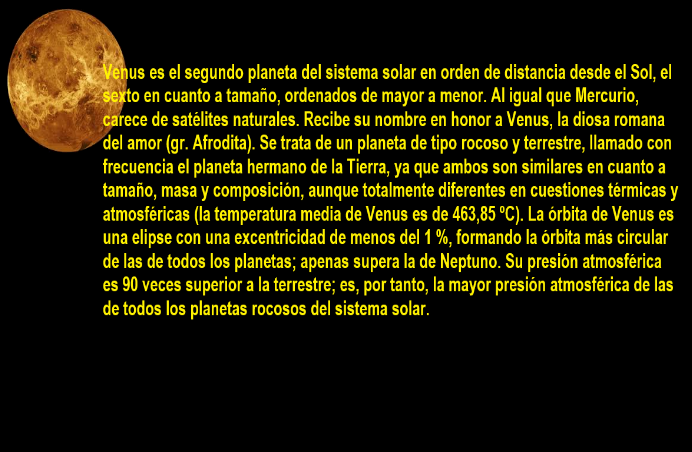 Venus es el segundo planeta del sistema solar en orden de distancia desde el Sol, el
sexto en cuanto a tamaño, ordenados de mayor a menor. Al igual que Mercurio,
carece de satélites naturales. Recibe su nombre en honor a Venus, la diosa romana
del amor (gr. Afrodita). Se trata de un planeta de tipo rocoso y terrestre, llamado con
frecuencia el planeta hermano de la Tierra, ya que ambos son similares en cuanto a
tamaño, masa y composición, aunque totalmente diferentes en cuestiones térmicas y
atmosféricas (la temperatura media de Venus es de 463,85 ºC). La órbita de Venus es
una elipse con una excentricidad de menos del 1 %, formando la órbita más circular
de las de todos los planetas; apenas supera la de Neptuno. Su presión atmosférica
es 90 veces superior a la terrestre; es, por tanto, la mayor presión atmosférica de las
de todos los planetas rocosos del sistema solar.